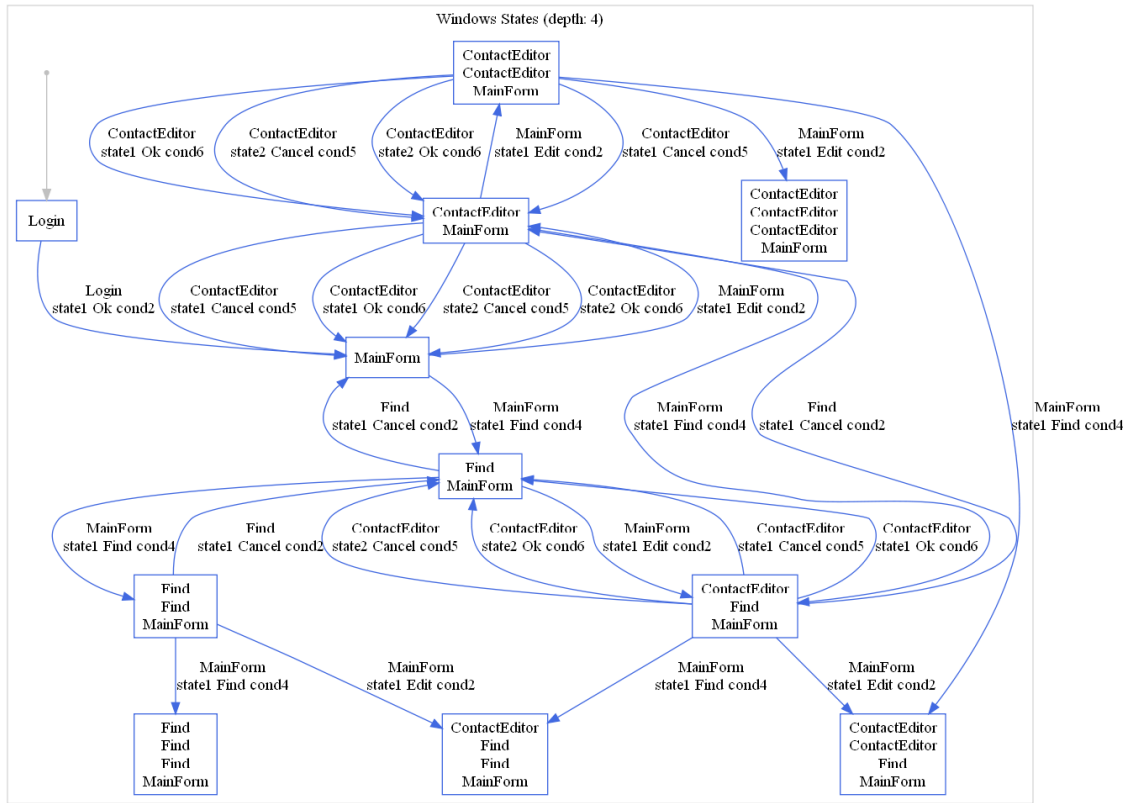 Windows States (depth: 4)
ContactEditor
ContactEditor
MainForm
ContactEditor
state1 Ok cond6
ContactEditor
state2 Cancel cond5
ContactEditor
state2 Ok cond6
MainForm
state1 Edit cond2
ContactEditor
state1 Cancel cond5
MainForm
state1 Edit cond2
Login
ContactEditor
MainForm
ContactEditor
ContactEditor
ContactEditor
MainForm
Login
state1 Ok cond2
ContactEditor
state1 Cancel cond5
ContactEditor
state1 Ok cond6
ContactEditor
state2 Cancel cond5
ContactEditor
state2 Ok cond6
MainForm
state1 Edit cond2
MainForm
Find
state1 Cancel cond2
MainForm
state1 Find cond4
MainForm
state1 Find cond4
Find
state1 Cancel cond2
MainForm
state1 Find cond4
Find
MainForm
MainForm
state1 Find cond4
Find
state1 Cancel cond2
ContactEditor
state2 Cancel cond5
ContactEditor
state2 Ok cond6
MainForm
state1 Edit cond2
ContactEditor
state1 Cancel cond5
ContactEditor
state1 Ok cond6
Find
Find
MainForm
ContactEditor
Find
MainForm
MainForm
state1 Find cond4
MainForm
state1 Edit cond2
MainForm
state1 Find cond4
MainForm
state1 Edit cond2
Find
Find
Find
MainForm
ContactEditor
Find
Find
MainForm
ContactEditor
ContactEditor
Find
MainForm